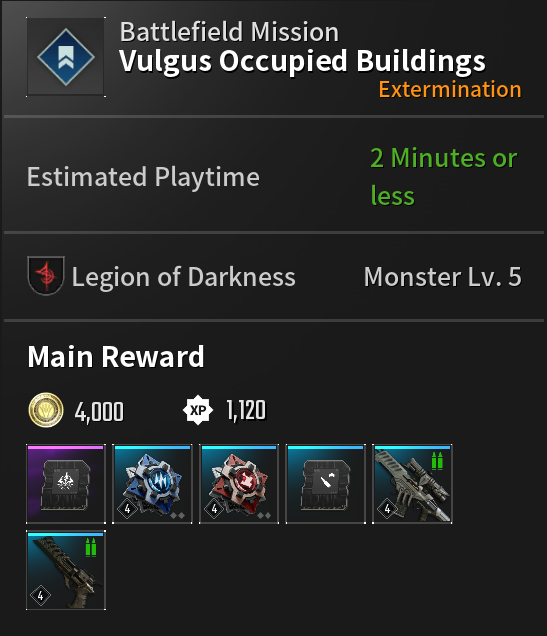 Battlefield Mission
Vulgus Occupied Buildings
Extermination
Estimated Playtime
2 Minutes or
less
Legion of Darkness
Monster Lv. 5
Main Reward
4,000
XP
1,120
4
4
4
4